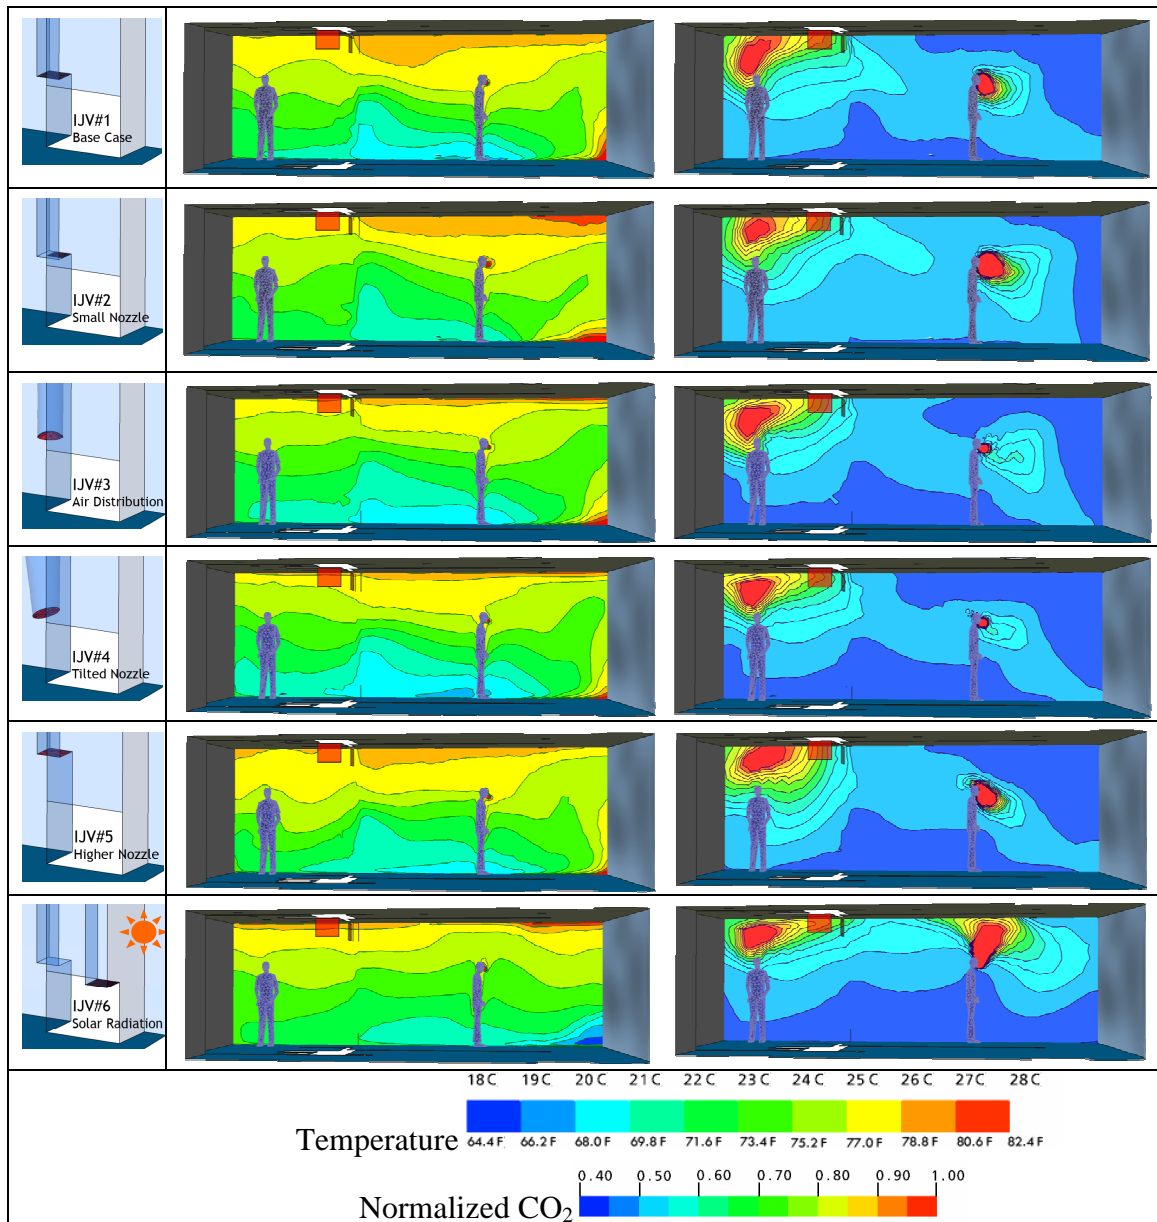 IJV#1
Base Case
IJV#2
Small Nozzle
IJV#3
Air Distribution
IJV#4
Tilted Nozzle
IJV#5
Higher Nozzle
IJV#6
Solar Radiation
18 C 19 C 20 C 21 C 22 C 23 C 24 C 25 C 26 C 27 C 28 C
Temperature 64.4 F 66.2 F 68.0 F 69.8 F 71.6 F 73.4 F 75.2 F 77.0 F 78.8 F 80.6 F 82.4 F
0.40 0.50 0.60 0.70 0.80 0.90 1.00
Normalized CO₂